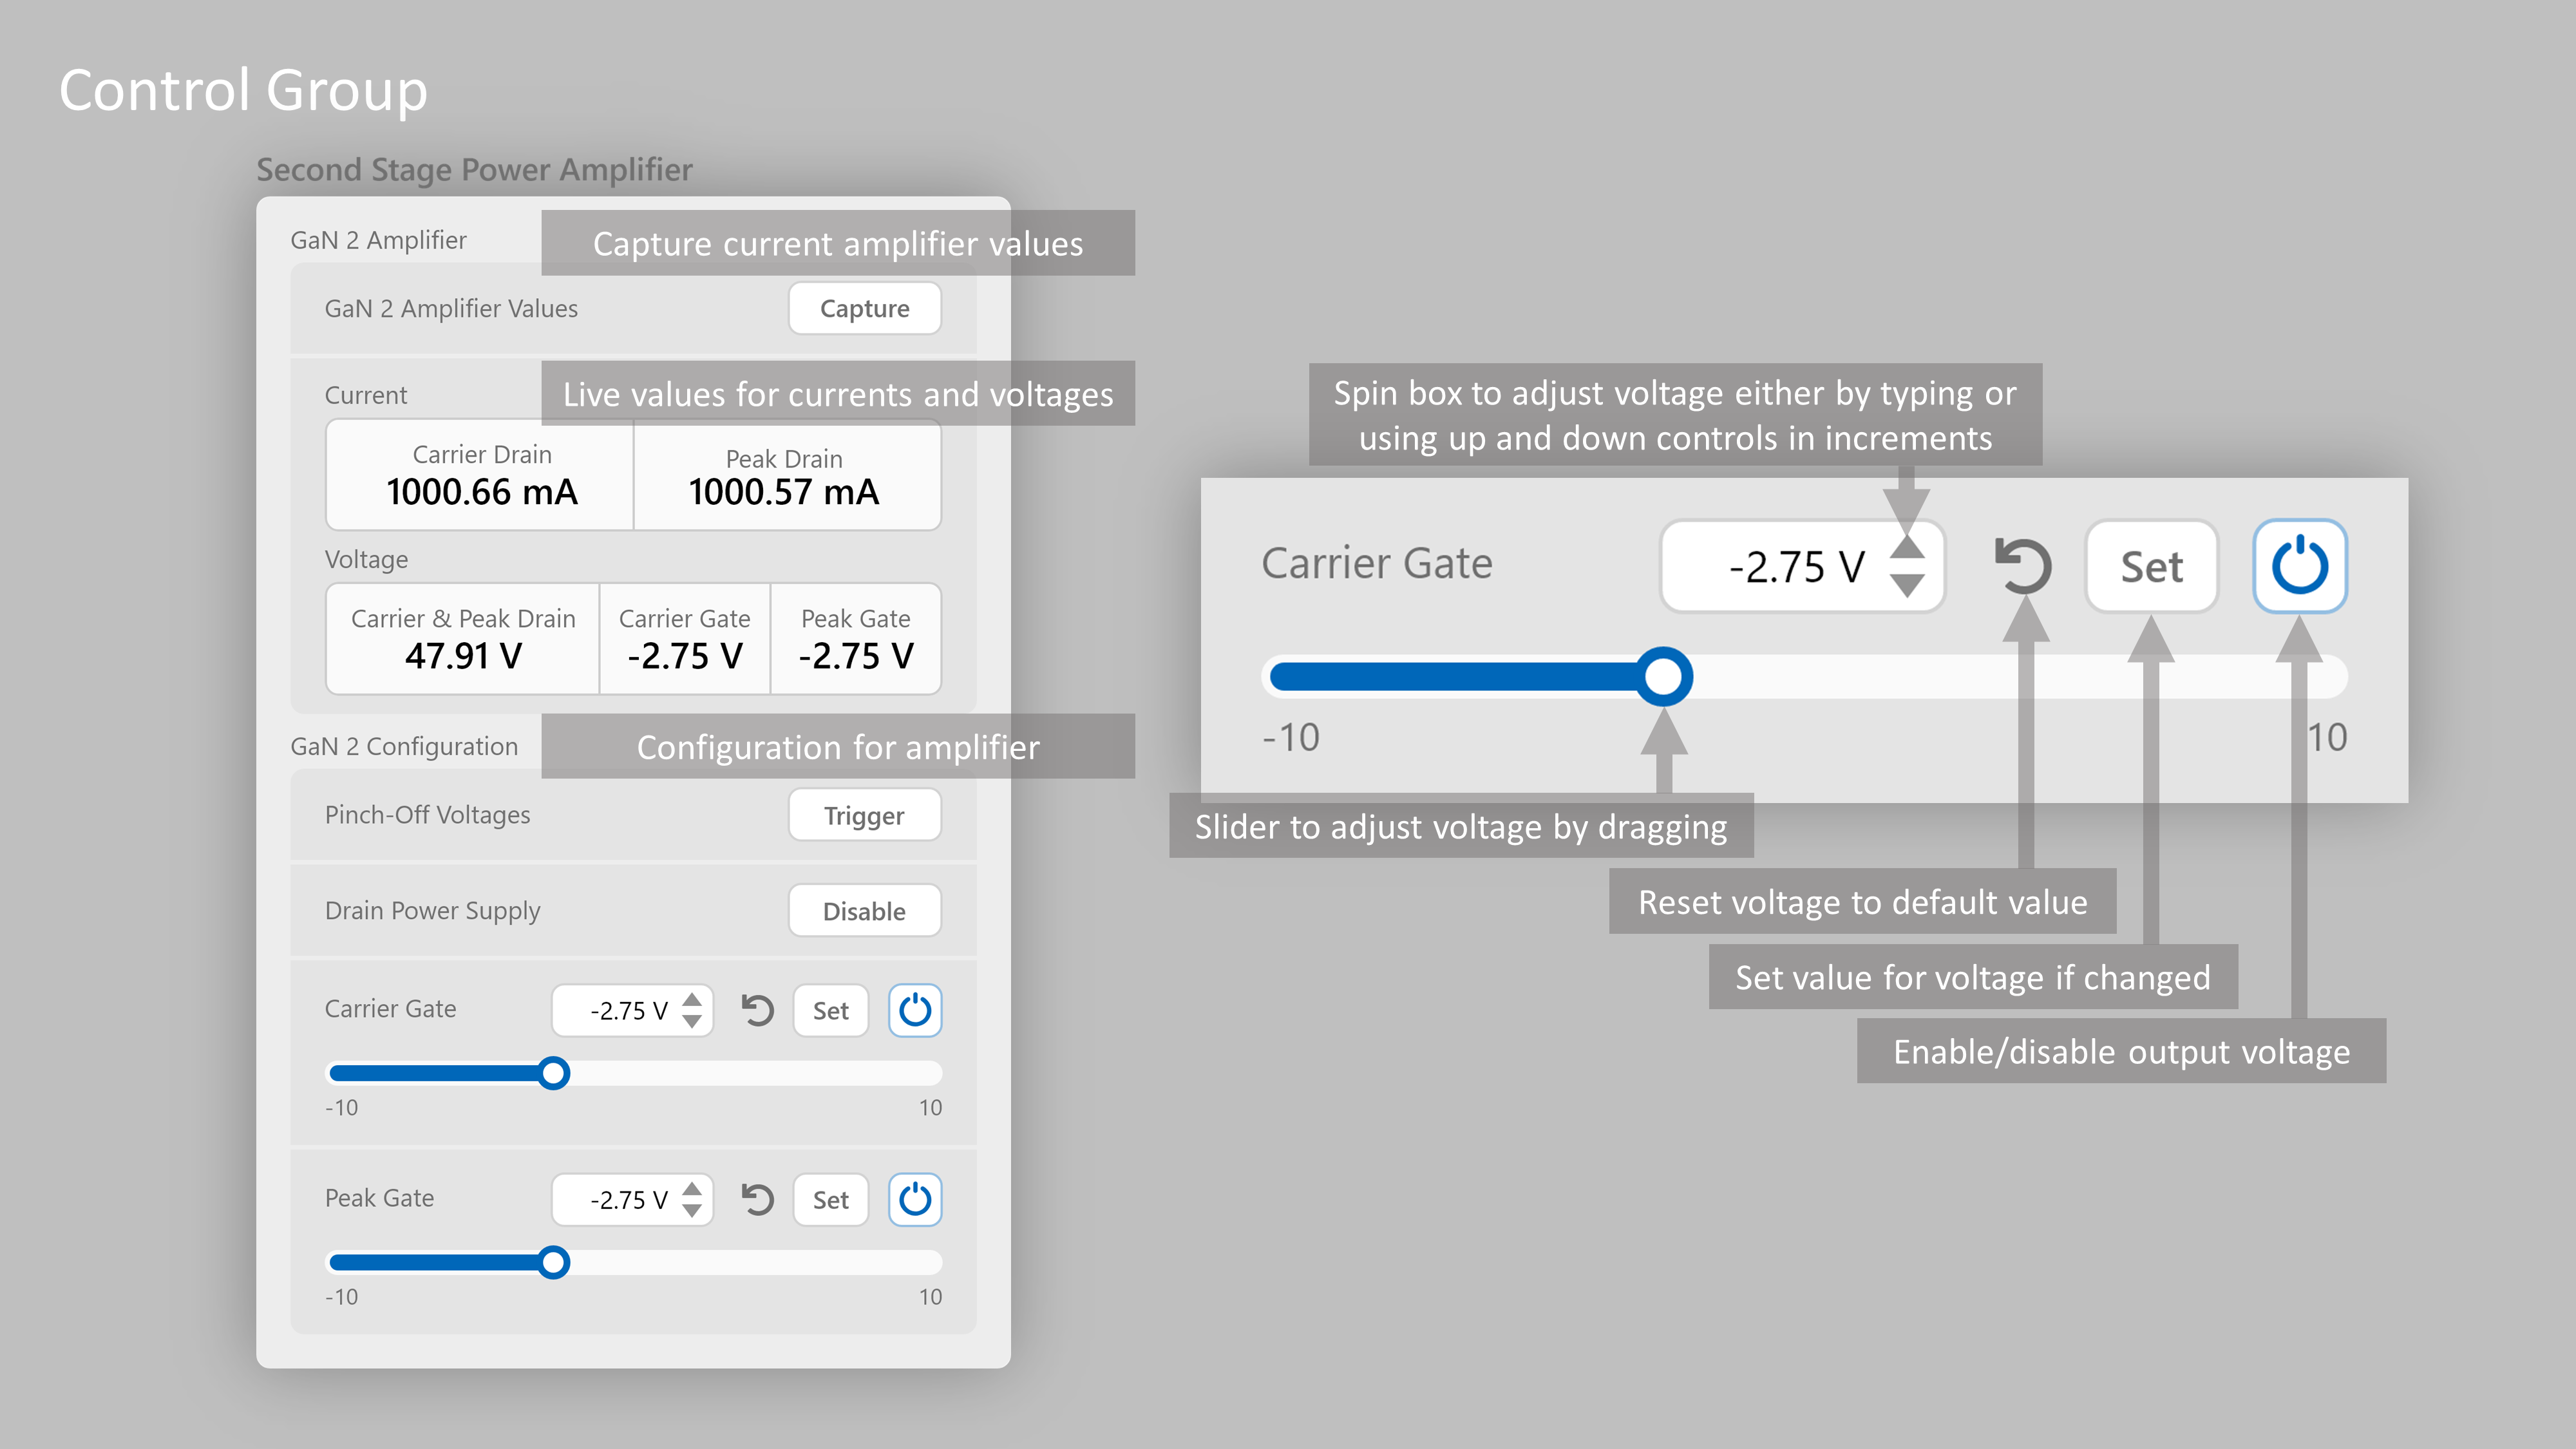 Control Group
Second Stage Power Amplifier
GaN 2 Amplifier
Capture current amplifier values
GaN 2 Amplifier Values
Capture
Current
Live values for currents and voltages
Carrier Drain
1000.66 mA
Peak Drain
1000.57 mA
Voltage
Carrier & Peak Drain
47.91 V
Carrier Gate
-2.75 V
Peak Gate
-2.75 V
GaN 2 Configuration
Configuration for amplifier
Pinch-Off Voltages
Trigger
Drain Power Supply
Disable
Carrier Gate
-2.75 V
Set
-10
10
Peak Gate
-2.75 V
Set
-10
10
Spin box to adjust voltage either by typing or
using up and down controls in increments
Carrier Gate
-2.75 V
Set
-10
10
Slider to adjust voltage by dragging
Reset voltage to default value
Set value for voltage if changed
Enable/disable output voltage